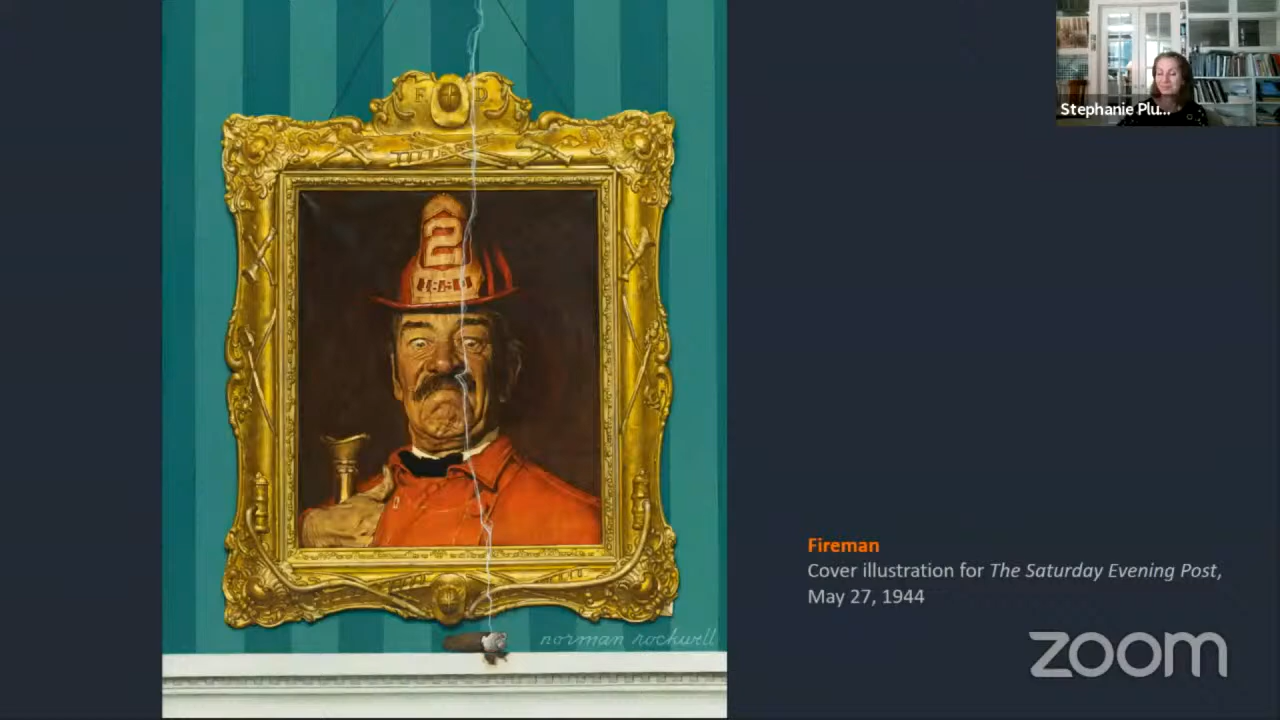 F D
2
Stephanie Plu...
norman rockwell
Fireman
Cover illustration for The Saturday Evening Post,
May 27, 1944
zoom